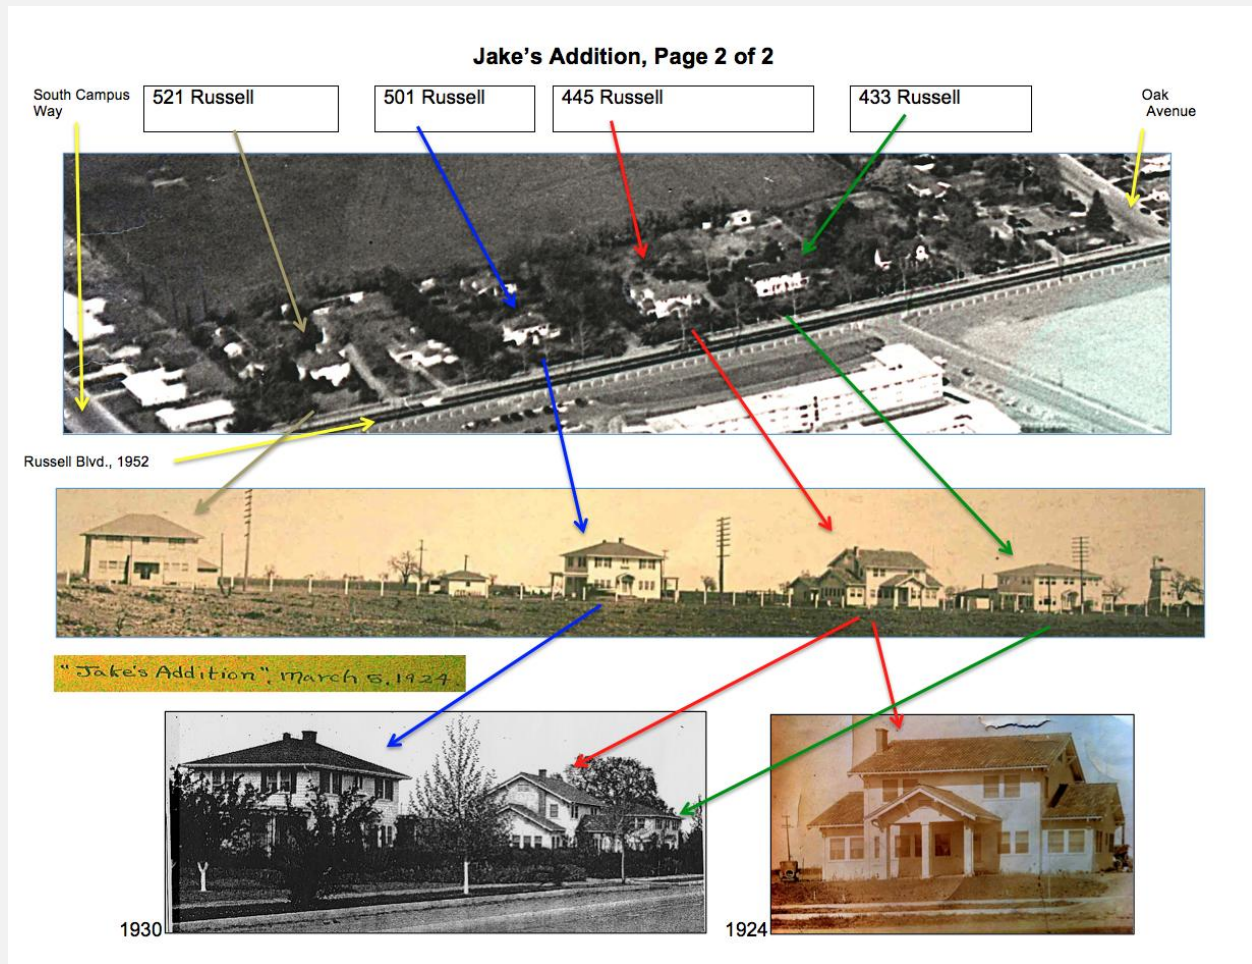 Jake’s Addition, Page 2 of 2
South Campus
Way
521 Russell
501 Russell
445 Russell
433 Russell
Oak
Avenue
Russell Blvd., 1952
"Jake's Addition", March 5, 1924
1930
1924